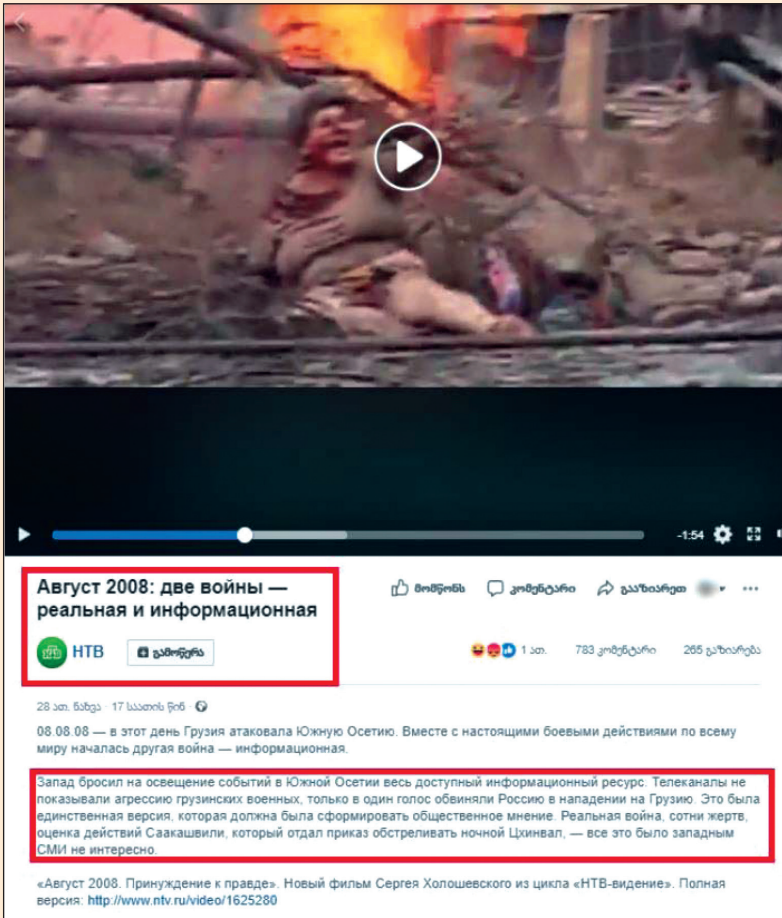 -1:54
Август 2008: две войны —
реальная и информационная
მომწონს კომენტარი გააზიარეთ
НТВ
გამოწერა
1 ათ. 783 კომენტარი 265 გაზიარება
28 ათ. ნახვა · 17 საათის წინ ·
08.08.08 — в этот день Грузия атаковала Южную Осетию. Вместе с настоящими боевыми действиями по всему
миру началась другая война — информационная.
Запад бросил на освещение событий в Южной Осетии весь доступный информационный ресурс. Телеканалы не
показывали агрессию грузинских военных, только в один голос обвиняли Россию в нападении на Грузию. Это была
единственная версия, которая должна была сформировать общественное мнение. Реальная война, сотни жертв,
оценка действий Саакашвили, который отдал приказ обстреливать ночной Цхинвал, — все это было западным
СМИ не интересно.
«Август 2008. Принуждение к правде». Новый фильм Сергея Холошевского из цикла «НТВ-видение». Полная
версия: http://www.ntv.ru/video/1625280